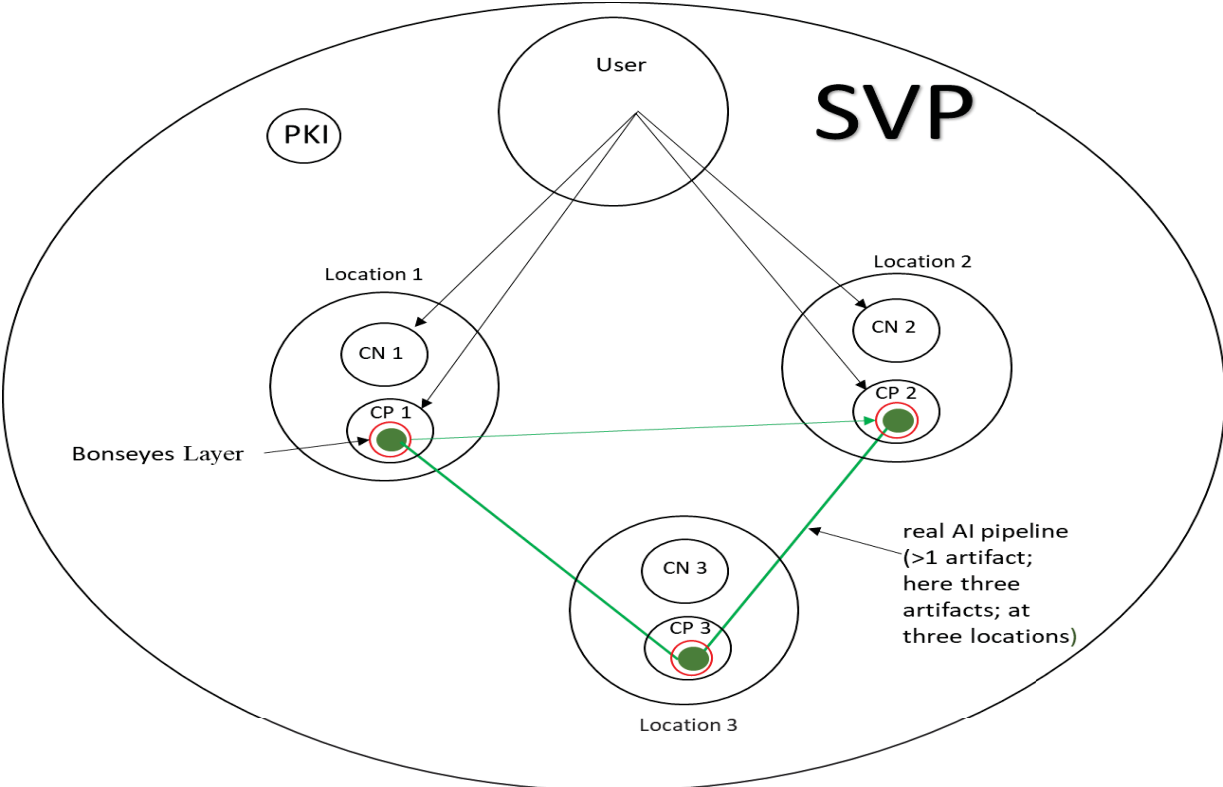 User
SVP
PKI
Location 1
Location 2
CN 1
CN 2
CP 1
CP 2
Bonseyes Layer
real AI pipeline
(>1 artifact;
here three
artifacts; at
three locations)
CN 3
CP 3
Location 3